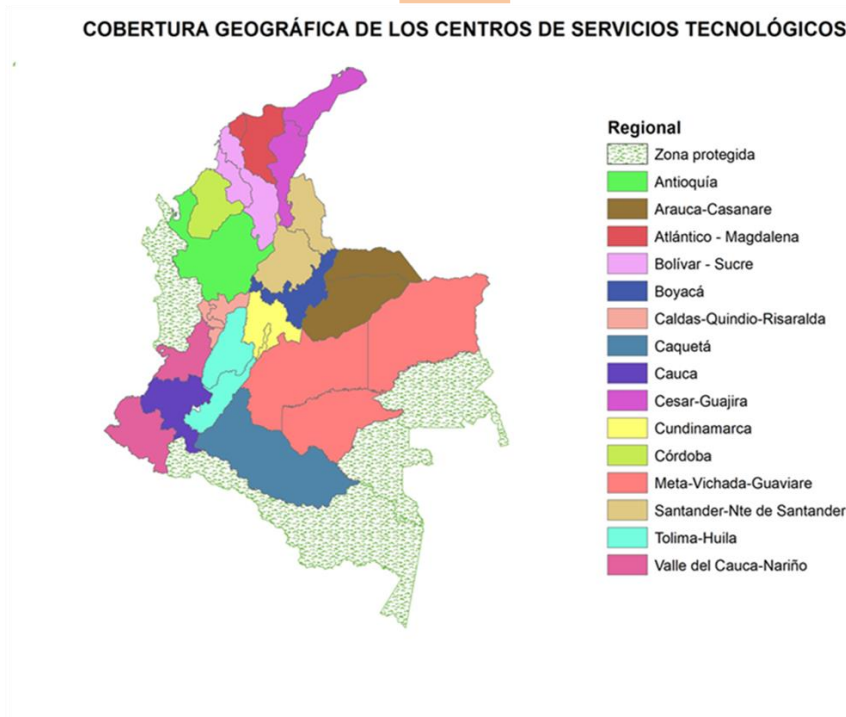 COBERTURA GEOGRÁFICA DE LOS CENTROS DE SERVICIOS TECNOLÓGICOS
Regional
Zona protegida
Antioquía
Arauca-Casanare
Atlántico - Magdalena
Bolívar - Sucre
Boyacá
Caldas-Quindio-Risaralda
Caquetá
Cauca
Cesar-Guajira
Cundinamarca
Córdoba
Meta-Vichada-Guaviare
Santander-Nte de Santander
Tolima-Huila
Valle del Cauca-Nariño